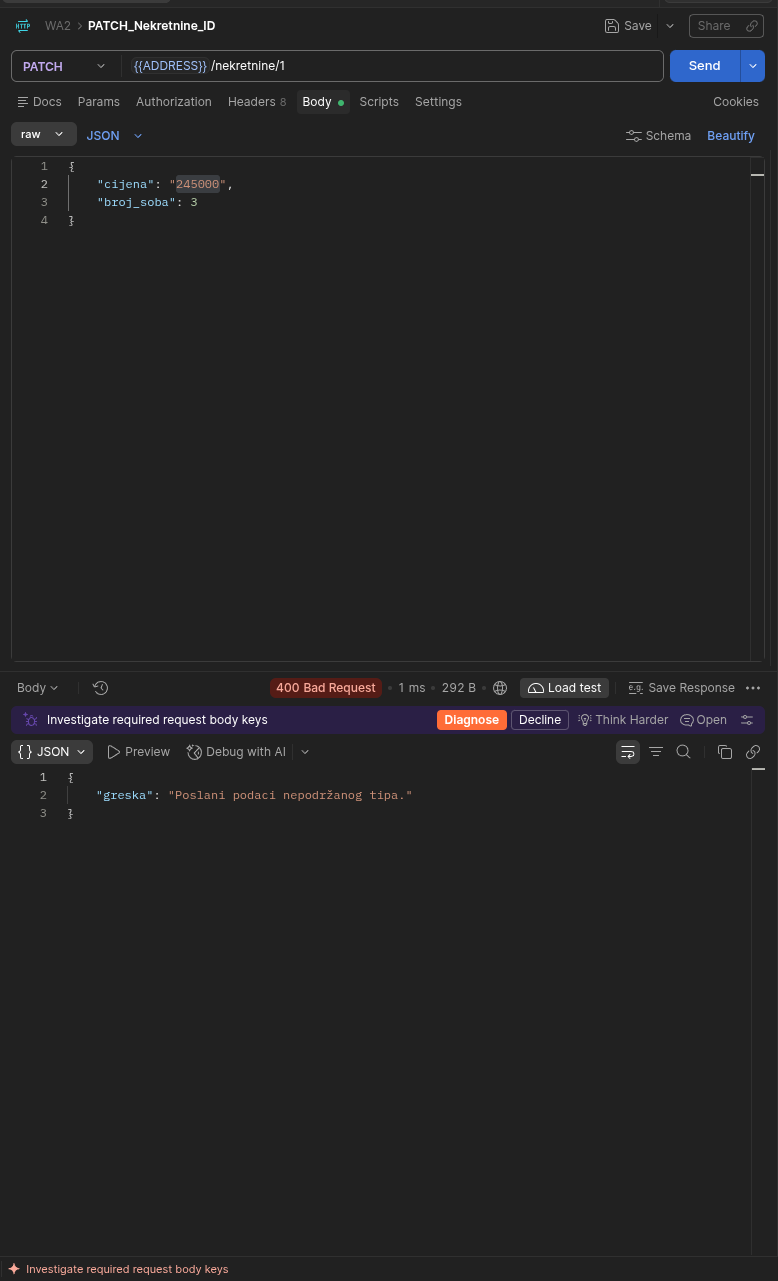 HTTP WA2 > PATCH_Nekretnine_ID Save Share
PATCH {{ADDRESS}} /nekretnine/1 Send
Docs Params Authorization Headers 8 Body Scripts Settings Cookies
raw JSON Schema Beautify
1 {
2 "cijena": "245000",
3 "broj_soba": 3
4 }
Body 400 Bad Request • 1 ms • 292 B Load test e.g. Save Response •••
Investigate required request body keys Diagnose Decline Think Harder Open
{} JSON Preview Debug with AI
1 {
2 "greska": "Poslani podaci nepodržanog tipa."
3 }
Investigate required request body keys